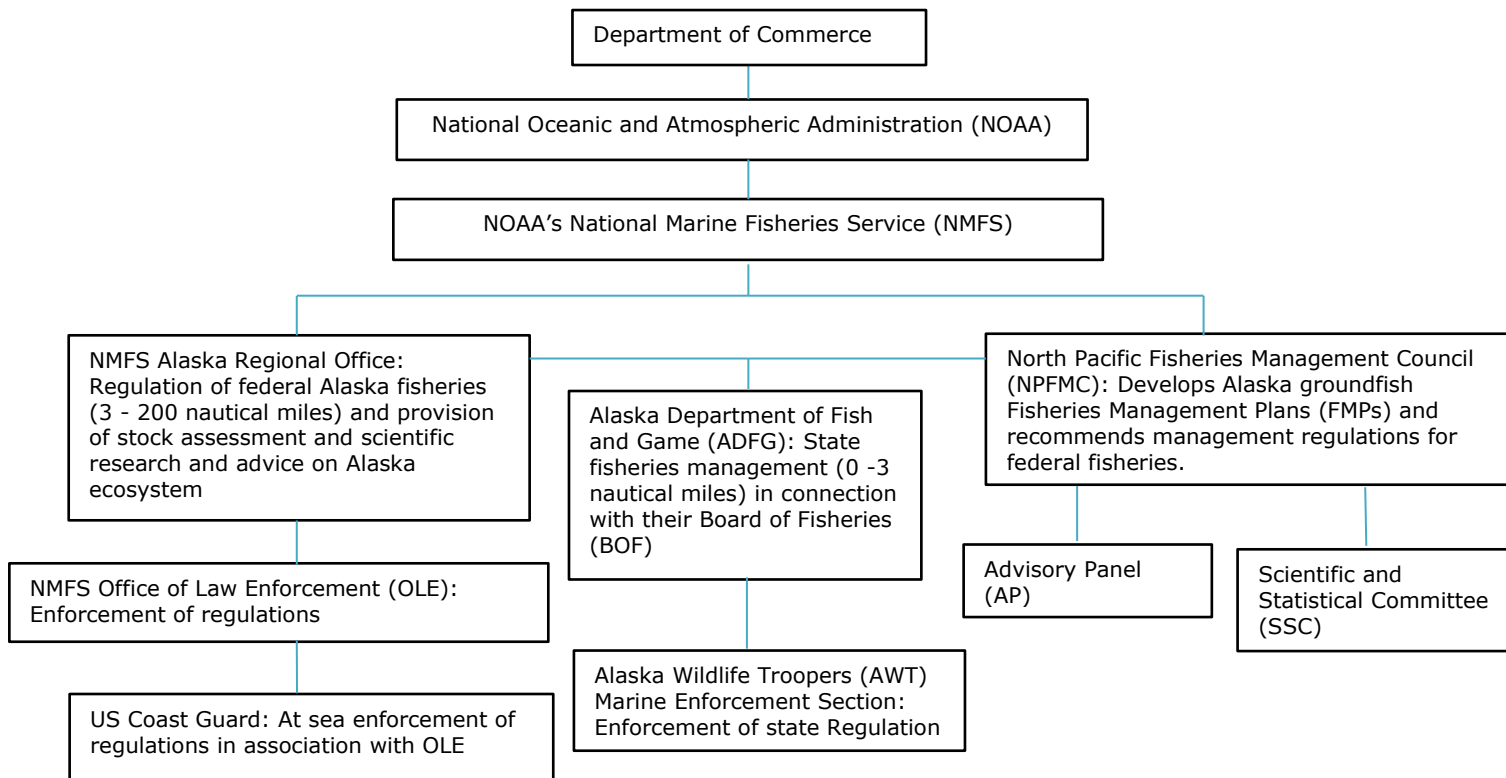 Department of Commerce
National Oceanic and Atmospheric Administration (NOAA)
NOAA’s National Marine Fisheries Service (NMFS)
NMFS Alaska Regional Office:
Regulation of federal Alaska fisheries
(3 - 200 nautical miles) and provision
of stock assessment and scientific
research and advice on Alaska
ecosystem
Alaska Department of Fish
and Game (ADFG): State
fisheries management (0 -3
nautical miles) in connection
with their Board of Fisheries
(BOF)
North Pacific Fisheries Management Council
(NPFMC): Develops Alaska groundfish
Fisheries Management Plans (FMPs) and
recommends management regulations for
federal fisheries.
NMFS Office of Law Enforcement (OLE):
Enforcement of regulations
Advisory Panel
(AP)
Scientific and
Statistical Committee
(SSC)
US Coast Guard: At sea enforcement of
regulations in association with OLE
Alaska Wildlife Troopers (AWT)
Marine Enforcement Section:
Enforcement of state Regulation